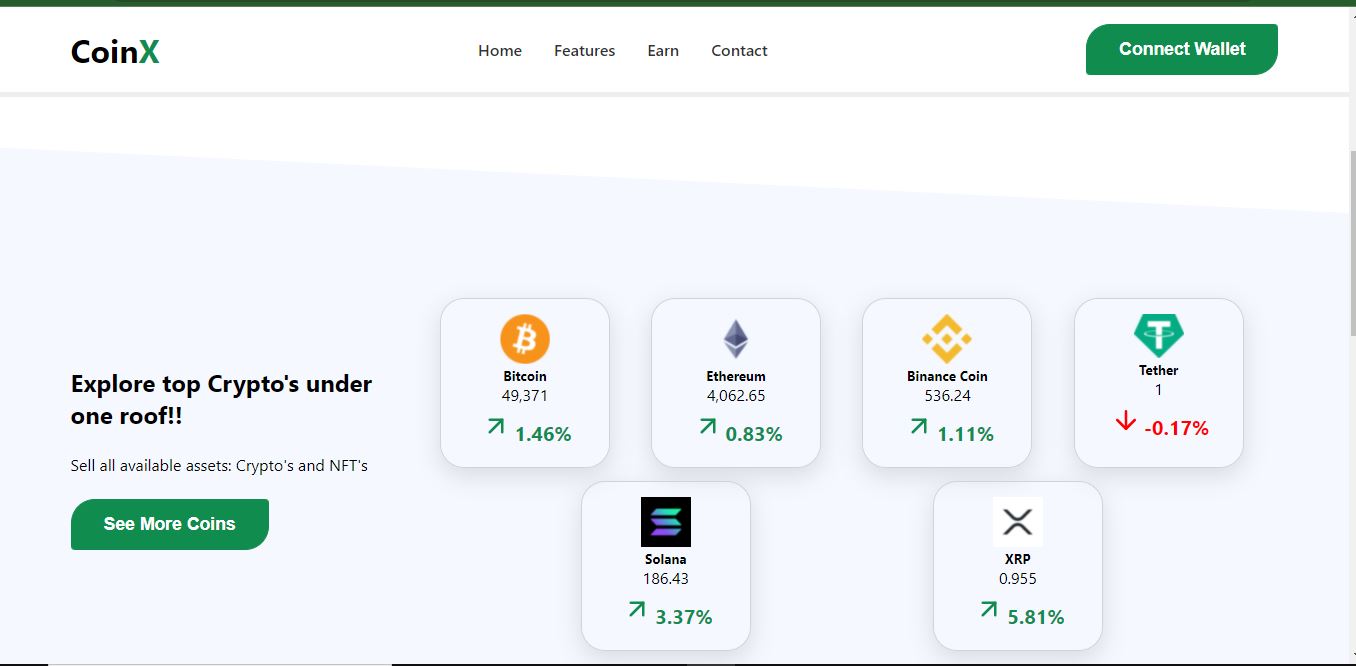 CoinX
Home Features Earn Contact
Connect Wallet
Explore top Crypto's under
one roof!!
Sell all available assets: Crypto's and NFT's
See More Coins
Bitcoin
49,371
1.46%
Ethereum
4,062.65
0.83%
Binance Coin
536.24
1.11%
Tether
1
-0.17%
Solana
186.43
3.37%
XRP
0.955
5.81%